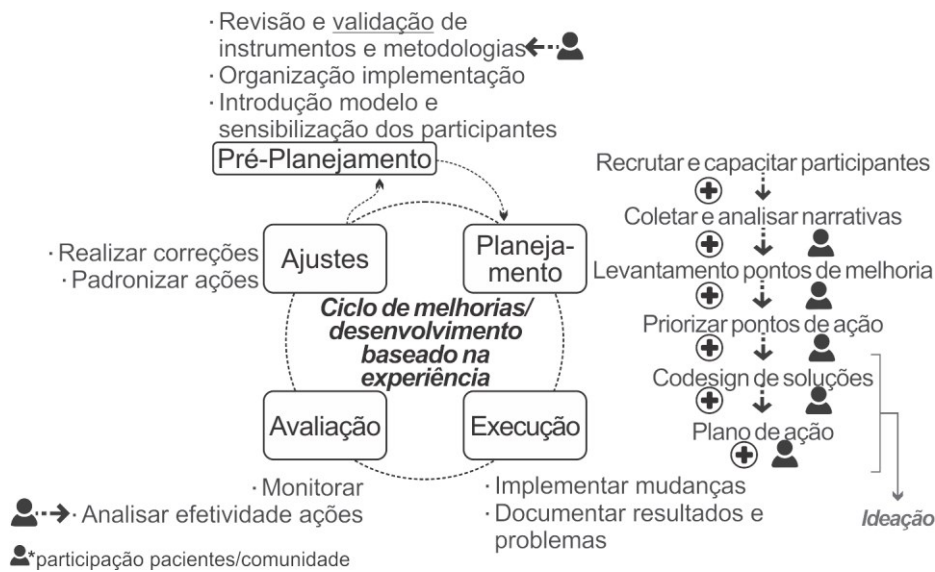 · Revisão e validação de
instrumentos e metodologias
· Organização implementação
· Introdução modelo e
sensibilização dos participantes
Pré-Planejamento
Ajustes
· Realizar correções
· Padronizar ações
Planeja-
mento
Ciclo de melhorias/
desenvolvimento
baseado na
experiência
Avaliação
· Monitorar
· Analisar efetividade ações
Execução
· Implementar mudanças
· Documentar resultados e
problemas
Recrutar e capacitar participantes
Coletar e analisar narrativas
Levantamento pontos de melhoria
Priorizar pontos de ação
Codesign de soluções
Plano de ação
Ideação
*participação pacientes/comunidade